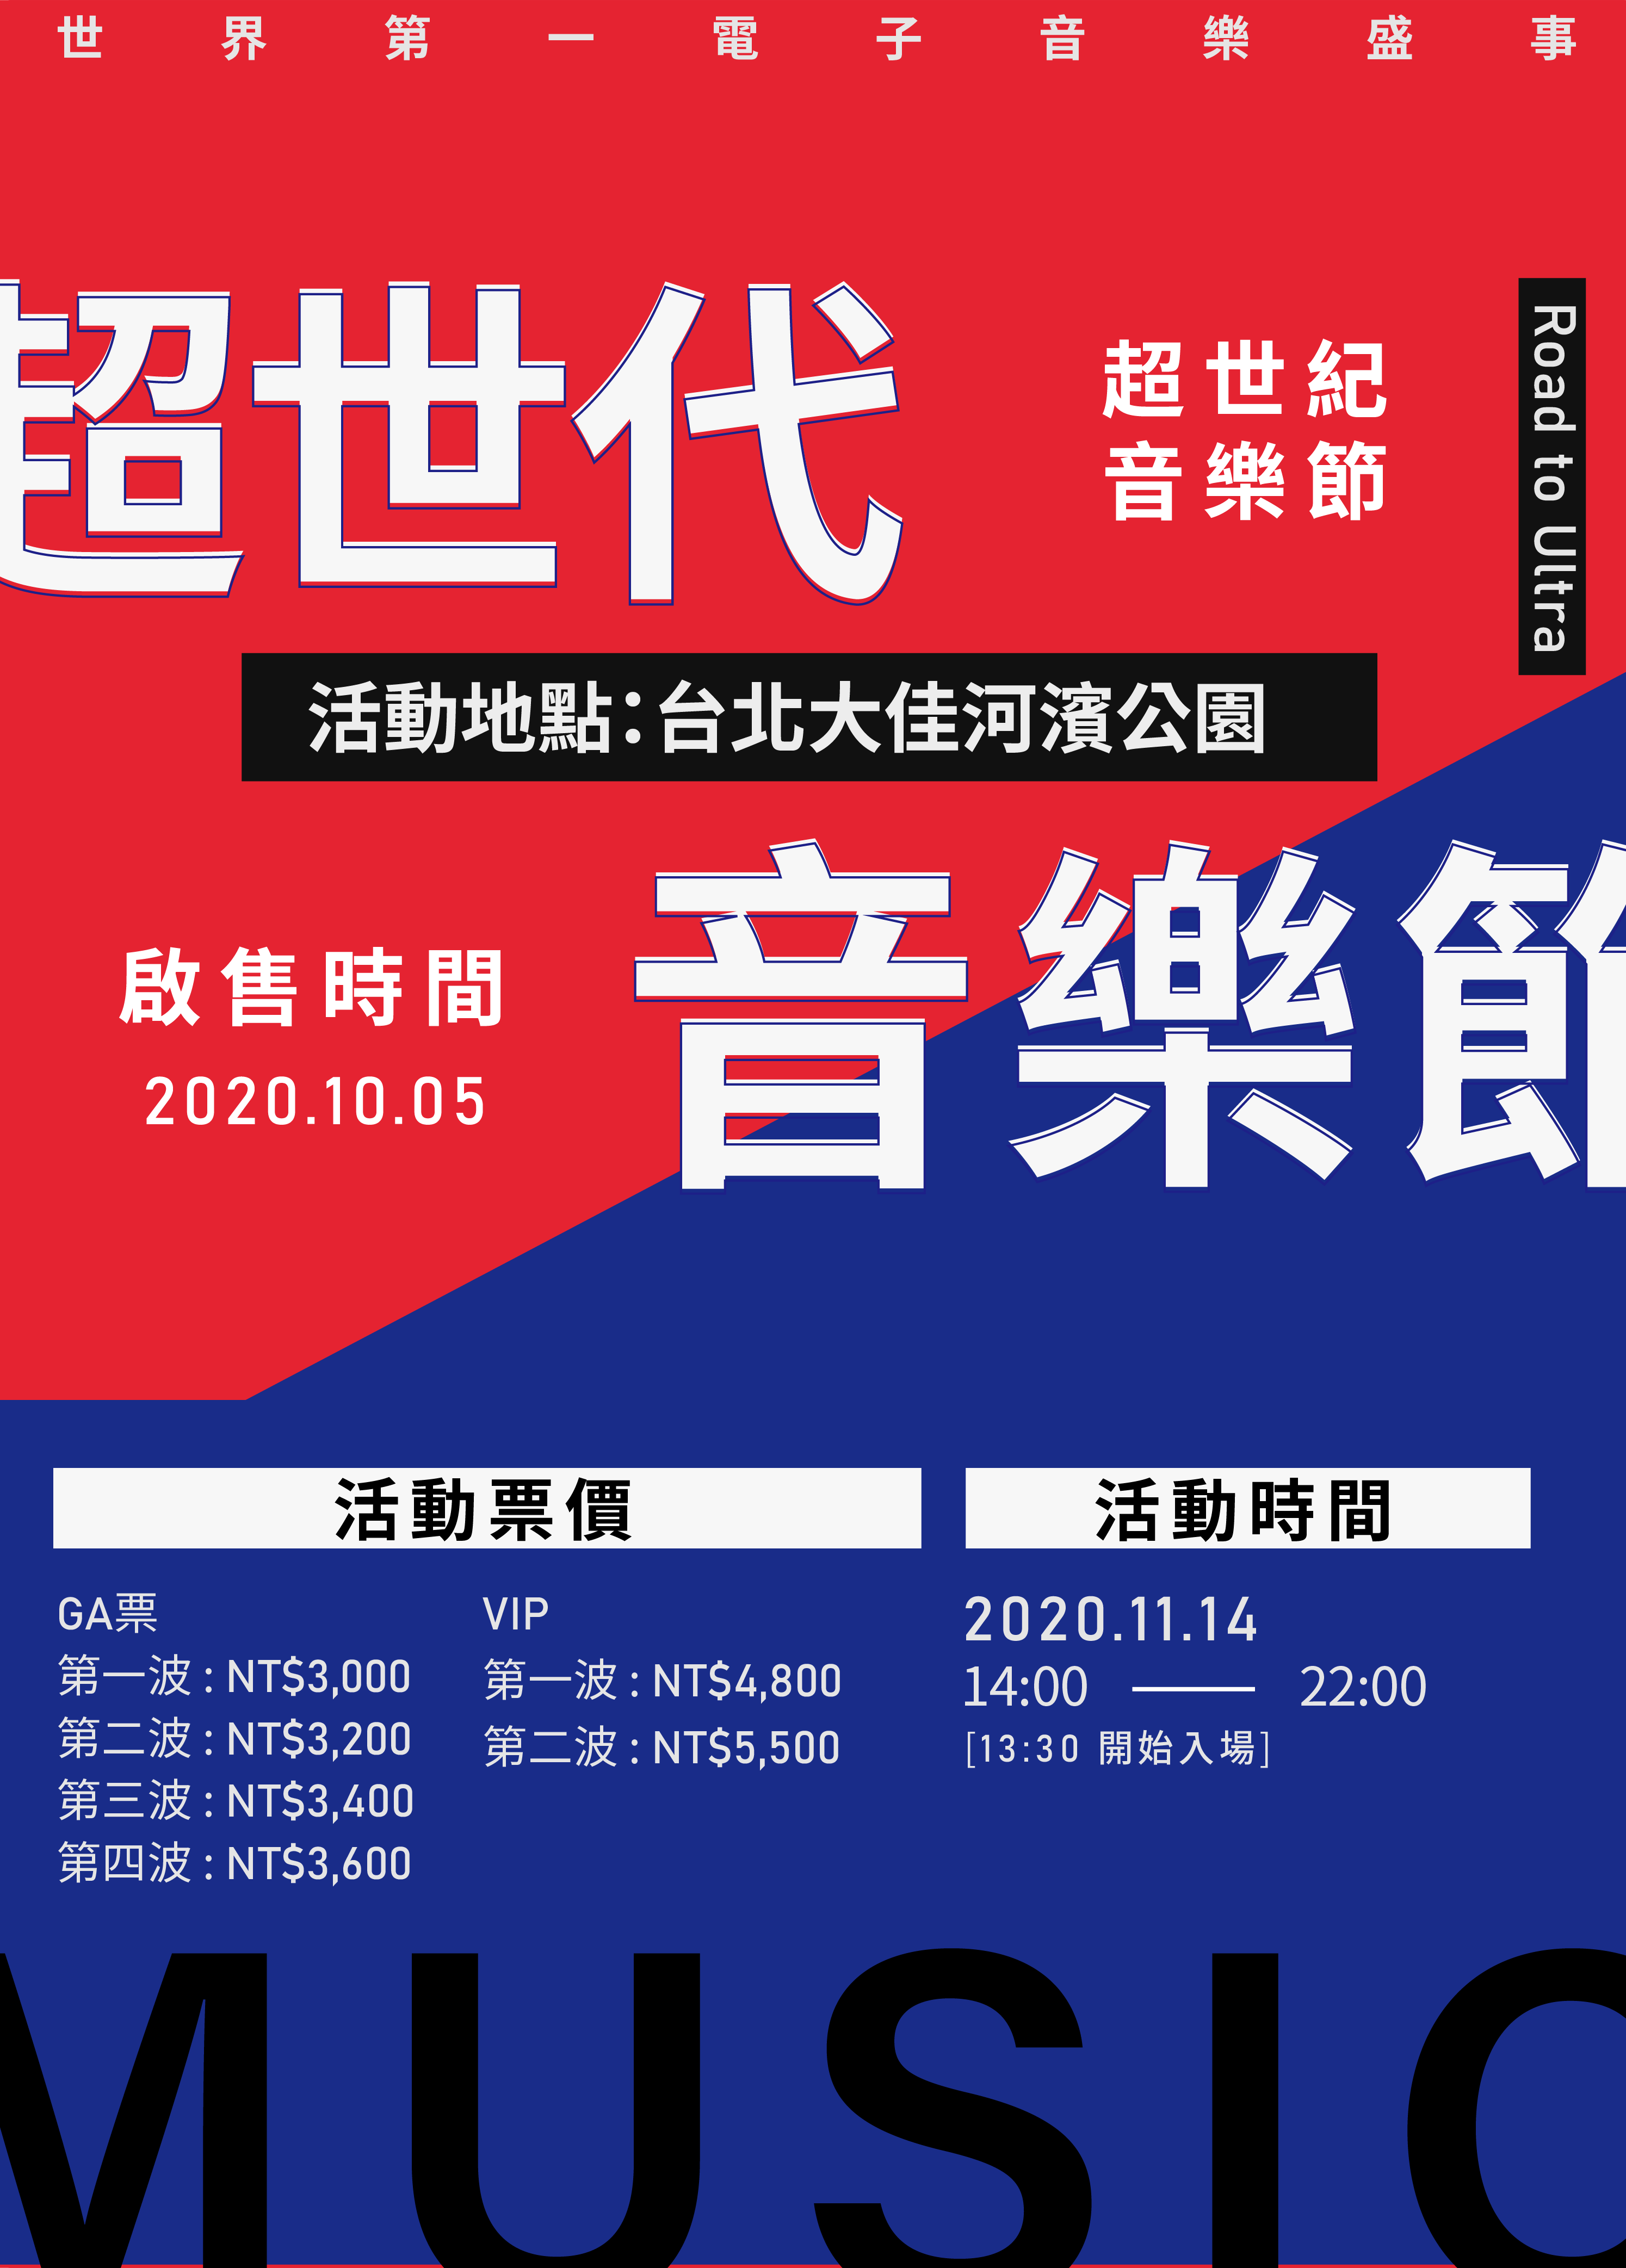 世界第一電子音樂盛事
超世代
超世紀
音樂節
Road to Ultra
活動地點：台北大佳河濱公園
音樂節
啟售時間
2020.10.05
活動票價
GA票
第一波：NT$3,000
第二波：NT$3,200
第三波：NT$3,400
第四波：NT$3,600
VIP
第一波：NT$4,800
第二波：NT$5,500
活動時間
2020.11.14
14:00 — 22:00
[13:30 開始入場]
MUSIC